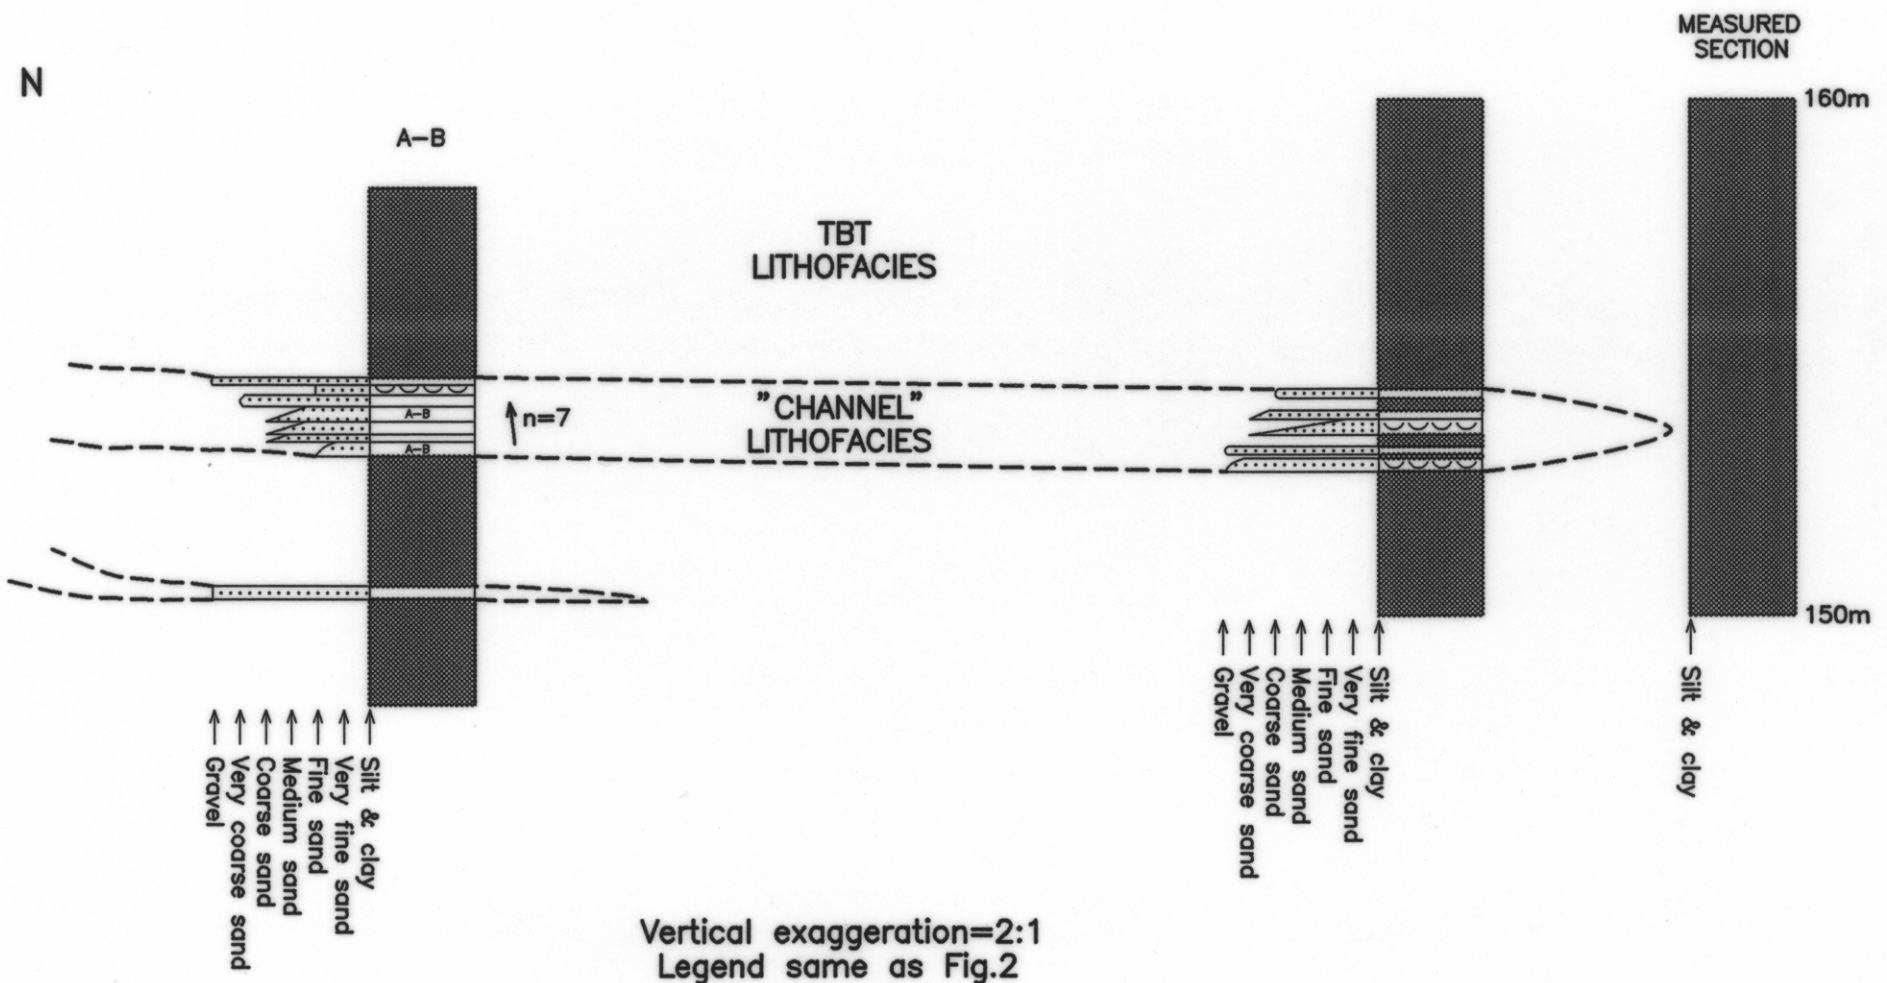 MEASURED
SECTION
N
160m
A-B
TBT
LITHOFACIES
"CHANNEL"
LITHOFACIES
A-B
n=7
A-B
150m
Silt & clay
Very fine sand
Fine sand
Medium sand
Coarse sand
Very coarse sand
Gravel
Silt & clay
Silt & clay
Very fine sand
Fine sand
Medium sand
Coarse sand
Very coarse sand
Gravel
Vertical exaggeration=2:1
Legend same as Fig.2